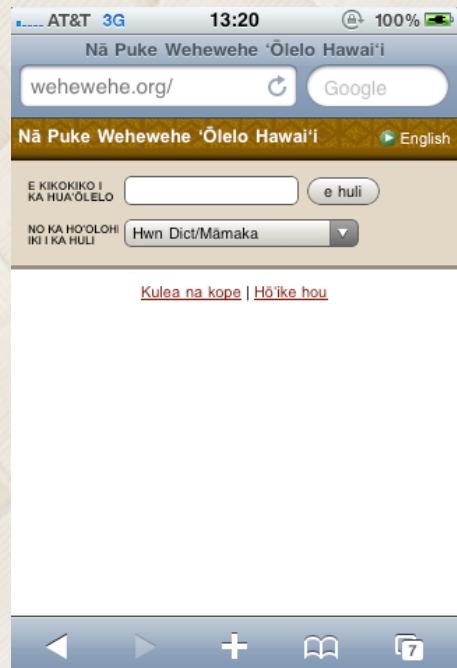 AT&T 3G 13:20 100%
Nā Puke Wehewehe ʻŌlelo Hawaiʻi
wehewehe.org/ Google
Nā Puke Wehewehe ʻŌlelo Hawaiʻi English
E KIKOKIKO I
KA HUAʻŌLELO
e huli
NO KA HOʻOLOHI
IKI I KA HULI
Hwn Dict/Māmaka
Kulea na kope | Hōʻike hou
7